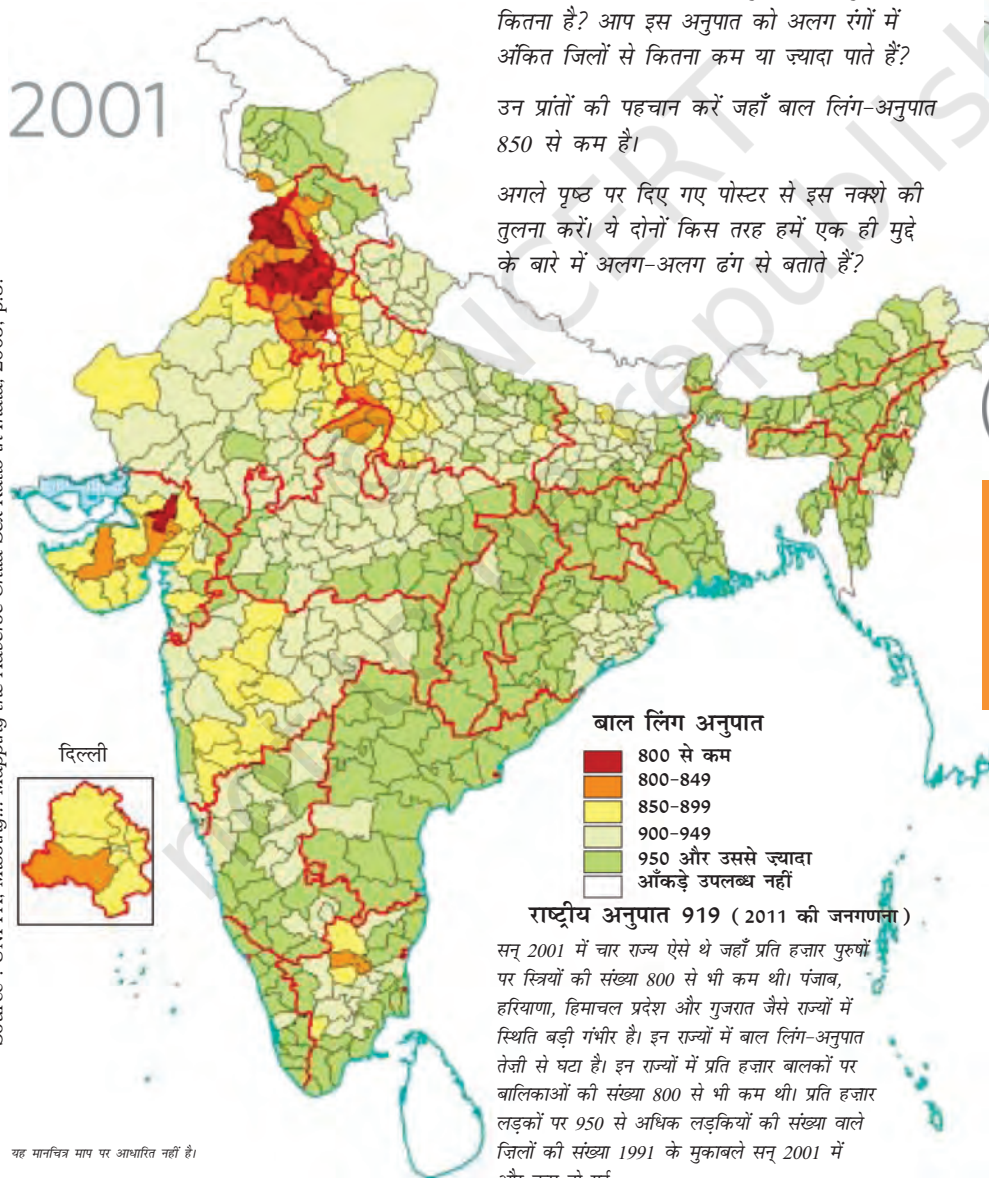 कितना है? आप इस अनुपात को अलग रंगों में
अंकित जिलों से कितना कम या ज़्यादा पाते हैं?
2001
उन प्रांतों की पहचान करें जहाँ बाल लिंग-अनुपात
850 से कम है।
अगले पृष्ठ पर दिए गए पोस्टर से इस नक्शे की
तुलना करें। ये दोनों किस तरह हमें एक ही मुद्दे
के बारे में अलग-अलग ढंग से बताते हैं?
दिल्ली
बाल लिंग अनुपात
800 से कम
800-849
850-899
900-949
950 और उससे ज़्यादा
आँकड़े उपलब्ध नहीं
राष्ट्रीय अनुपात 919 (2011 की जनगणना)
सन् 2001 में चार राज्य ऐसे थे जहाँ प्रति हज़ार पुरुषों
पर स्त्रियों की संख्या 800 से भी कम थी। पंजाब,
हरियाणा, हिमाचल प्रदेश और गुजरात जैसे राज्यों में
स्थिति बड़ी गंभीर है। इन राज्यों में बाल लिंग-अनुपात
तेज़ी से घटा है। इन राज्यों में प्रति हज़ार बालकों पर
बालिकाओं की संख्या 800 से भी कम थी। प्रति हज़ार
लड़कों पर 950 से अधिक लड़कियों की संख्या वाले
जिलों की संख्या 1991 के मुकाबले सन् 2001 में
यह मानचित्र माप पर आधारित नहीं है।